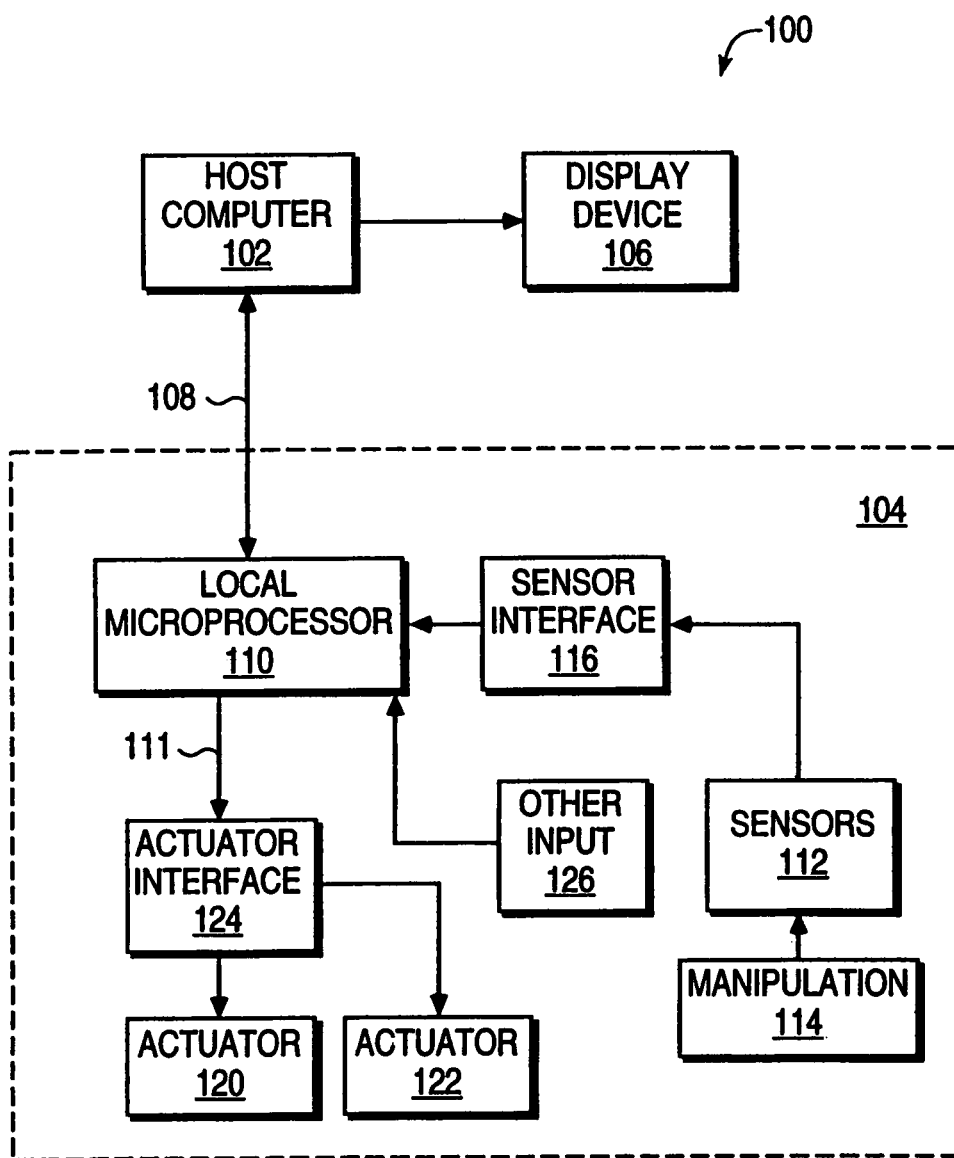 100
HOST
COMPUTER
102
DISPLAY
DEVICE
106
108
104
LOCAL
MICROPROCESSOR
110
SENSOR
INTERFACE
116
111
ACTUATOR
INTERFACE
124
OTHER
INPUT
126
SENSORS
112
MANIPULATION
114
ACTUATOR
120
ACTUATOR
122